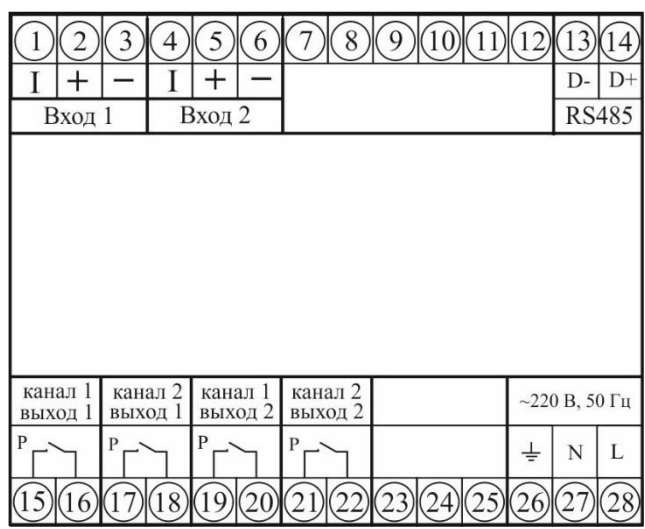 1 2 3 4 5 6 7 8 9 10 11 12 13 14
I + − I + − D- D+
Вход 1 Вход 2 RS485
канал 1 канал 2 канал 1 канал 2
выход 1 выход 1 выход 2 выход 2 ~220 В, 50 Гц
P P P P N L
15 16 17 18 19 20 21 22 23 24 25 26 27 28